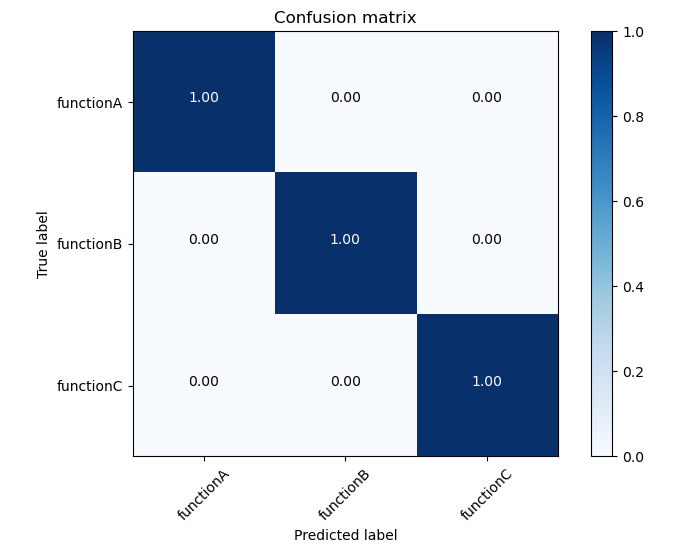 Confusion matrix
functionA
1.00
0.00
0.00
functionB
0.00
1.00
0.00
functionC
0.00
0.00
1.00
functionA
functionB
functionC
True label
Predicted label
1.0
0.8
0.6
0.4
0.2
0.0